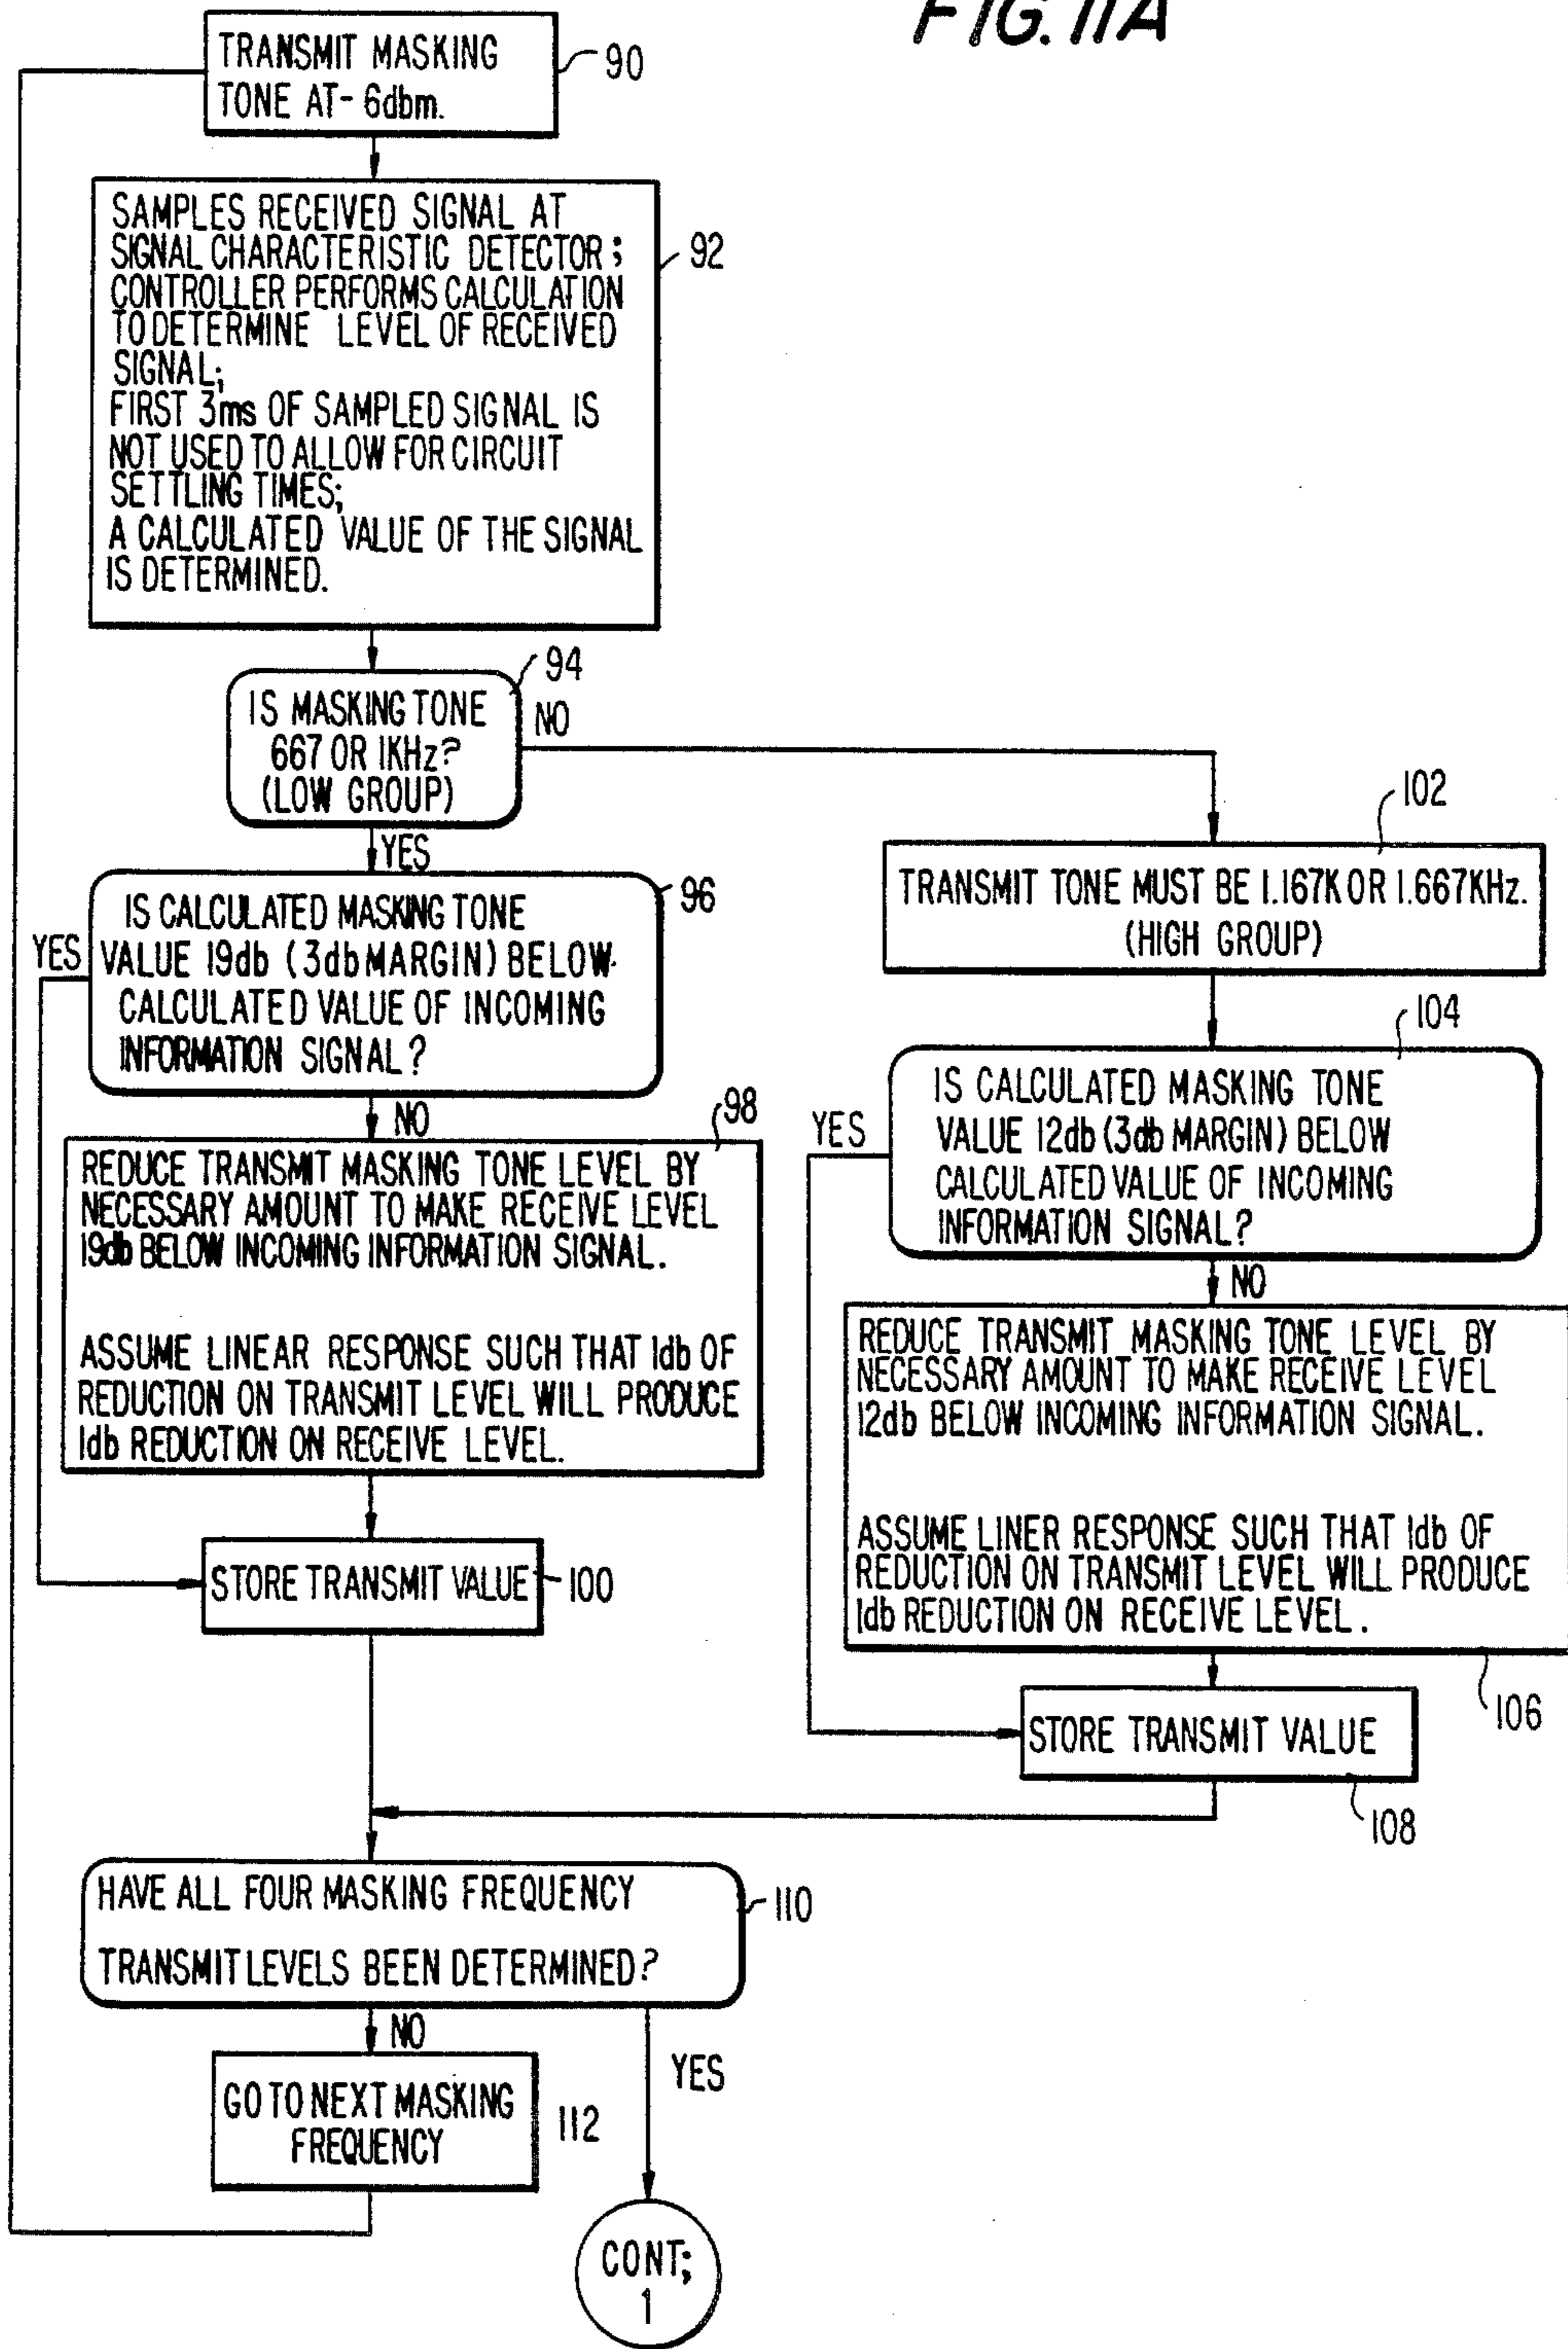 FIG. 11A
TRANSMIT MASKING
TONE AT- 6dbm.
90
SAMPLES RECEIVED SIGNAL AT
SIGNAL CHARACTERISTIC DETECTOR;
CONTROLLER PERFORMS CALCULATION
TO DETERMINE LEVEL OF RECEIVED
SIGNAL;
FIRST 3ms OF SAMPLED SIGNAL IS
NOT USED TO ALLOW FOR CIRCUIT
SETTLING TIMES;
A CALCULATED VALUE OF THE SIGNAL
IS DETERMINED.
92
94
IS MASKING TONE
667 OR 1KHz?
(LOW GROUP)
NO
YES
102
TRANSMIT TONE MUST BE 1.167K OR 1.667KHz.
(HIGH GROUP)
96
IS CALCULATED MASKING TONE
VALUE 19db (3db MARGIN) BELOW
CALCULATED VALUE OF INCOMING
INFORMATION SIGNAL?
YES
NO
104
IS CALCULATED MASKING TONE
VALUE 12db (3db MARGIN) BELOW
CALCULATED VALUE OF INCOMING
INFORMATION SIGNAL?
YES
NO
98
REDUCE TRANSMIT MASKING TONE LEVEL BY
NECESSARY AMOUNT TO MAKE RECEIVE LEVEL
19db BELOW INCOMING INFORMATION SIGNAL.
ASSUME LINEAR RESPONSE SUCH THAT 1db OF
REDUCTION ON TRANSMIT LEVEL WILL PRODUCE
1db REDUCTION ON RECEIVE LEVEL.
REDUCE TRANSMIT MASKING TONE LEVEL BY
NECESSARY AMOUNT TO MAKE RECEIVE LEVEL
12db BELOW INCOMING INFORMATION SIGNAL.
ASSUME LINER RESPONSE SUCH THAT 1db OF
REDUCTION ON TRANSMIT LEVEL WILL PRODUCE
1db REDUCTION ON RECEIVE LEVEL.
106
STORE TRANSMIT VALUE
100
STORE TRANSMIT VALUE
108
HAVE ALL FOUR MASKING FREQUENCY
TRANSMIT LEVELS BEEN DETERMINED?
110
NO
YES
GO TO NEXT MASKING
FREQUENCY
112
CONT;
1